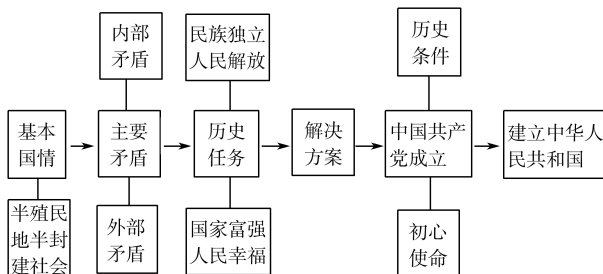 内部
矛盾
民族独立
人民解放
历史
条件
基本
国情
主要
矛盾
历史
任务
解决
方案
中国共产
党成立
建立中华人
民共和国
半殖民
地半封
建社会
外部
矛盾
国家富强
人民幸福
初心
使命